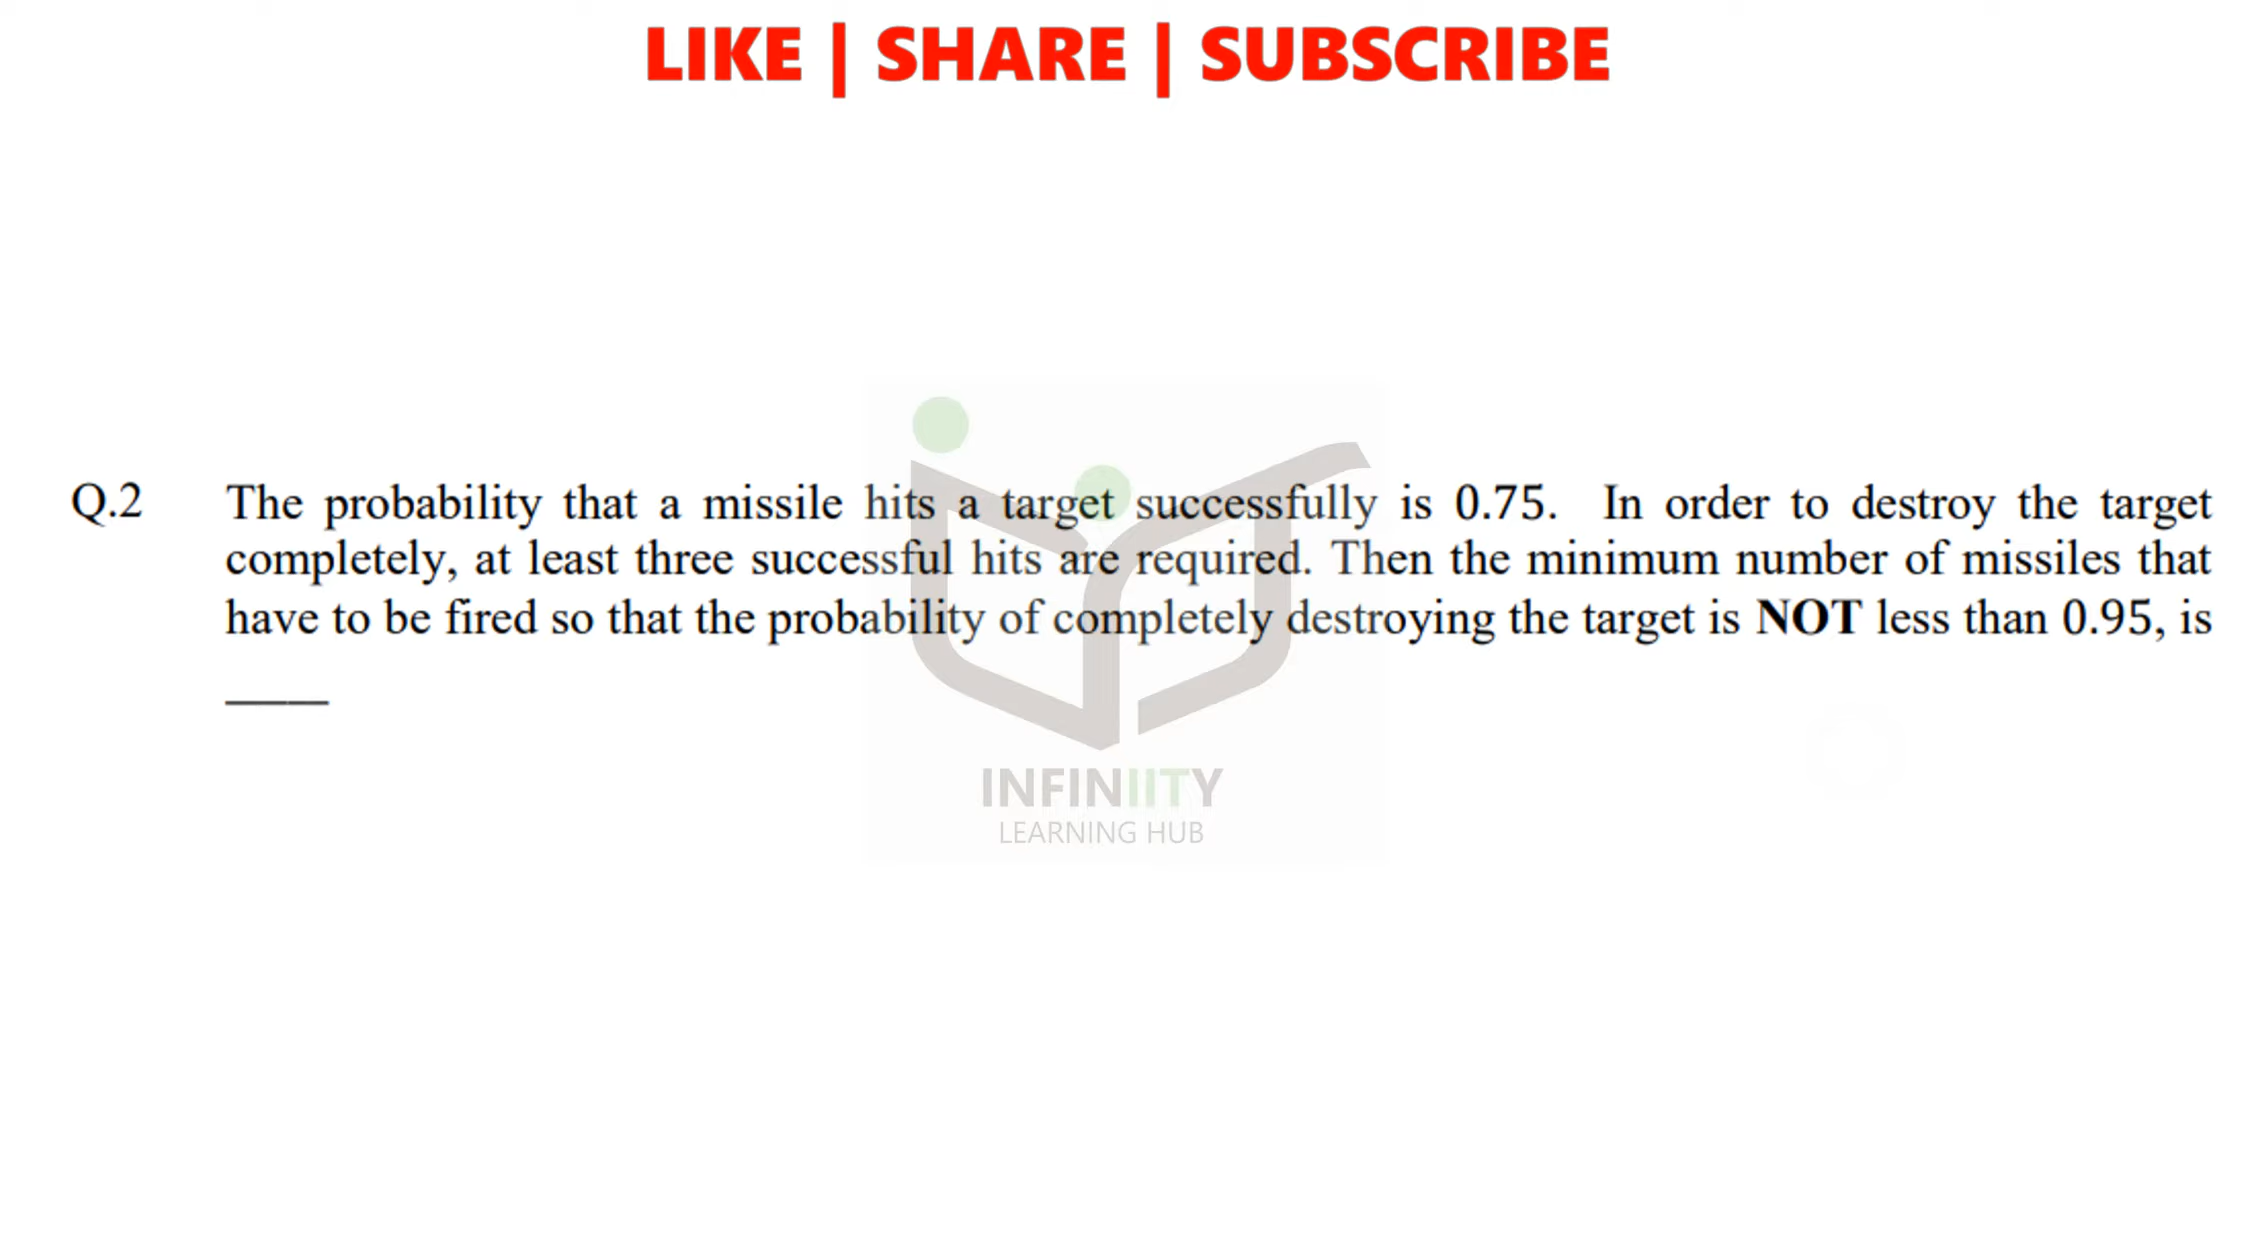 LIKE | SHARE | SUBSCRIBE
Q.2 The probability that a missile hits a target successfully is 0.75. In order to destroy the target
completely, at least three successful hits are required. Then the minimum number of missiles that
have to be fired so that the probability of completely destroying the target is NOT less than 0.95, is
_____
INFINIITY
LEARNING HUB